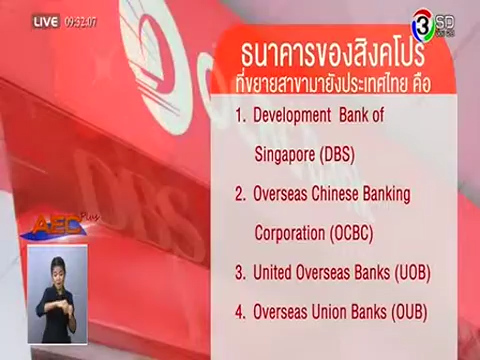 LIVE 09:32:07
3 SD
ธนาคารของสิงคโปร์
ที่ขยายสาขามายังประเทศไทย คือ
1. Development Bank of
Singapore (DBS)
2. Overseas Chinese Banking
Corporation (OCBC)
3. United Overseas Banks (UOB)
4. Overseas Union Banks (OUB)
DBS
AEC Plus